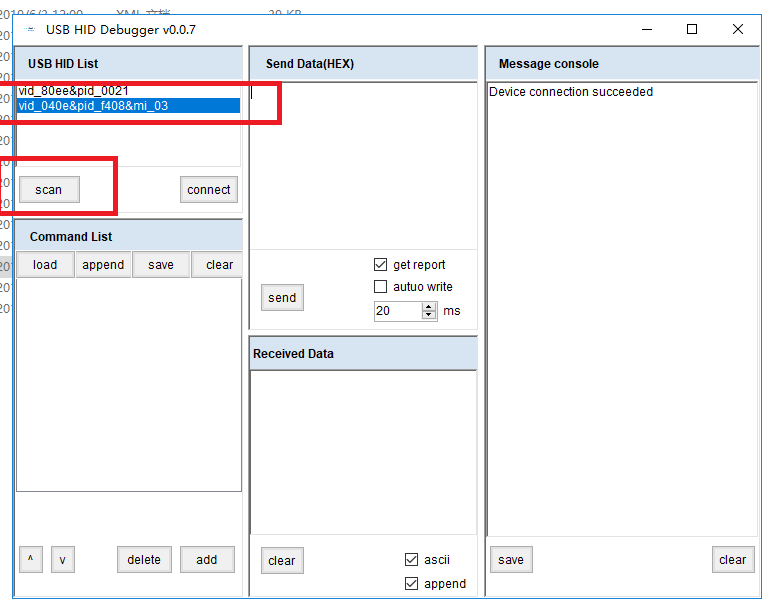 USB HID Debugger v0.0.7
USB HID List
vid_80ee&pid_0021
vid_040e&pid_f408&mi_03
scan
connect
Command List
load append save clear
^ v delete add
Send Data(HEX)
get report
autuo write
send
20 ms
Received Data
clear
ascii
append
Message console
Device connection succeeded
save clear